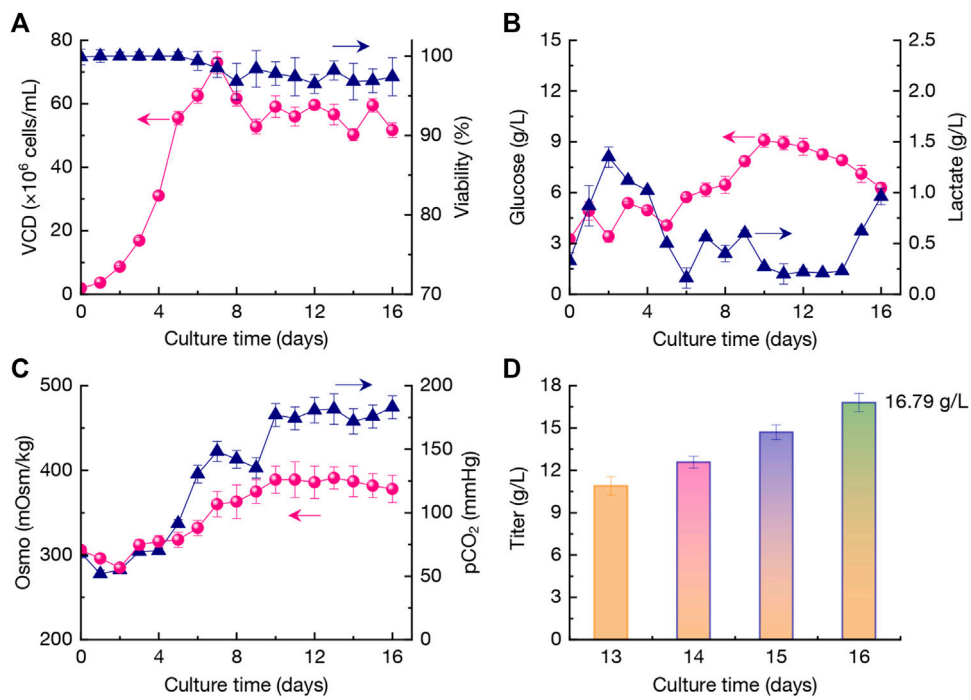 A
VCD (×10⁶ cells/mL)
80
60
40
20
0
100
90
80
70
Viability (%)
0 4 8 12 16
Culture time (days)
B
Glucose (g/L)
15
12
9
6
3
0
2.5
2.0
1.5
1.0
0.5
0.0
Lactate (g/L)
0 4 8 12 16
Culture time (days)
C
Osmo (mOsm/kg)
500
400
300
200
200
150
100
50
0
pCO₂ (mmHg)
0 4 8 12 16
Culture time (days)
D
Titer (g/L)
18
15
12
9
6
3
0
16.79 g/L
13 14 15 16
Culture time (days)